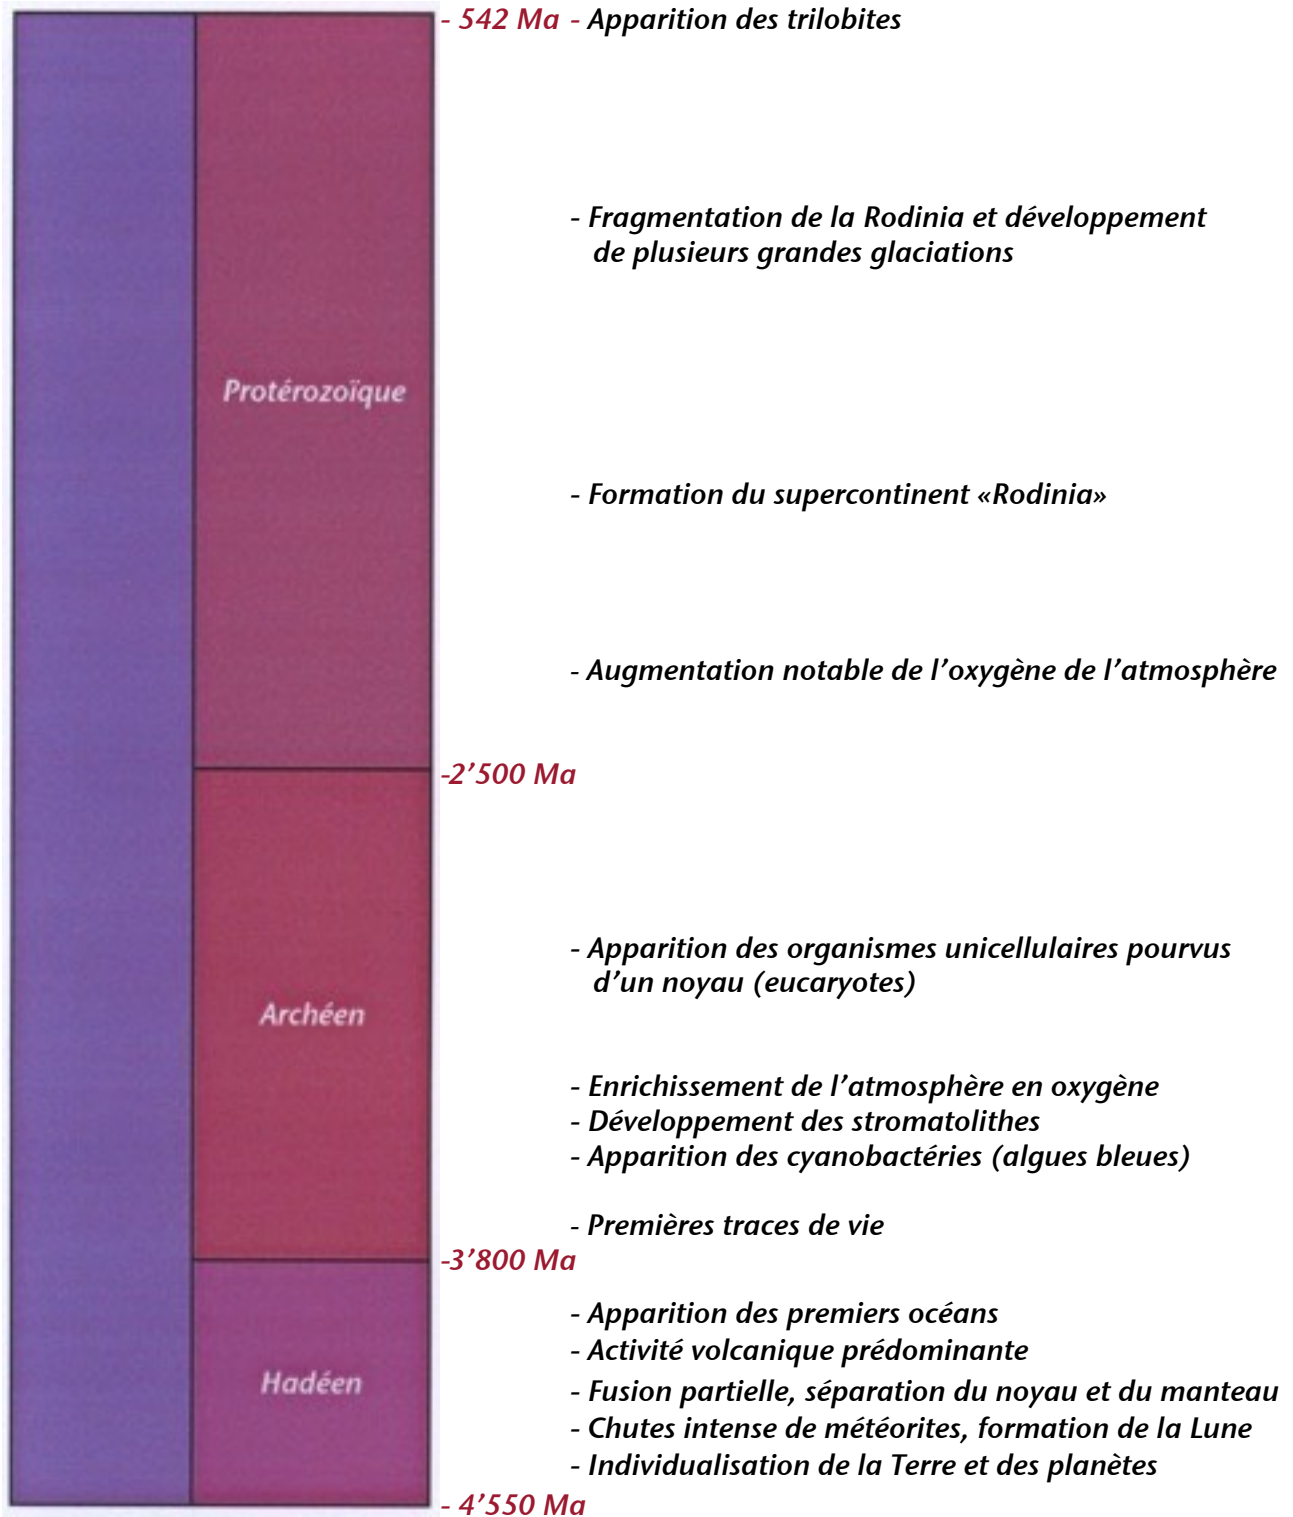 - 542 Ma - Apparition des trilobites
- Fragmentation de la Rodinia et développement
de plusieurs grandes glaciations
Protérozoïque
- Formation du supercontinent «Rodinia»
- Augmentation notable de l’oxygène de l’atmosphère
-2’500 Ma
- Apparition des organismes unicellulaires pourvus
d’un noyau (eucaryotes)
Archéen
- Enrichissement de l’atmosphère en oxygène
- Développement des stromatolithes
- Apparition des cyanobactéries (algues bleues)
- Premières traces de vie
-3’800 Ma
- Apparition des premiers océans
- Activité volcanique prédominante
Hadéen
- Fusion partielle, séparation du noyau et du manteau
- Chutes intense de météorites, formation de la Lune
- Individualisation de la Terre et des planètes
- 4’550 Ma